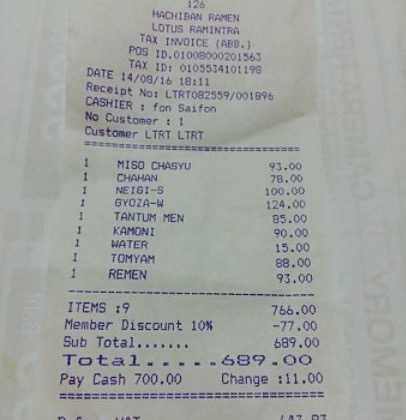 126
HACHIBAN RAMEN
LOTUS RAMINTRA
TAX INVOICE (ABB.)
POS ID.01008000201563
TAX ID: 0105534101198
DATE 14/08/16 18:11
Receipt No: LTRT082559/001896
CASHIER : fon Saifon
No Customer : 1
Customer LTRT LTRT
1 MISO CHASYU 93.00
1 CHAHAN 78.00
1 NEIGI-S 100.00
1 GYOZA-W 124.00
1 TANTUM MEN 85.00
1 KAMONI 90.00
1 WATER 15.00
1 TOMYAM 88.00
1 REMEN 93.00
ITEMS :9 766.00
Member Discount 10% -77.00
Sub Total....... 689.00
Total.....689.00
Pay Cash 700.00 Change :11.00